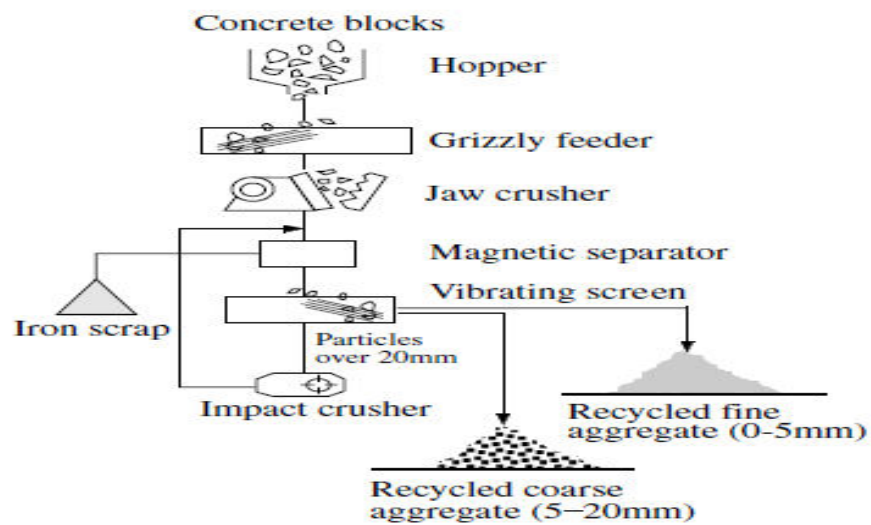 Concrete blocks
Hopper
Grizzly feeder
Jaw crusher
Magnetic separator
Vibrating screen
Iron scrap
Particles
over 20mm
Impact crusher
Recycled fine
aggregate (0-5mm)
Recycled coarse
aggregate (5-20mm)